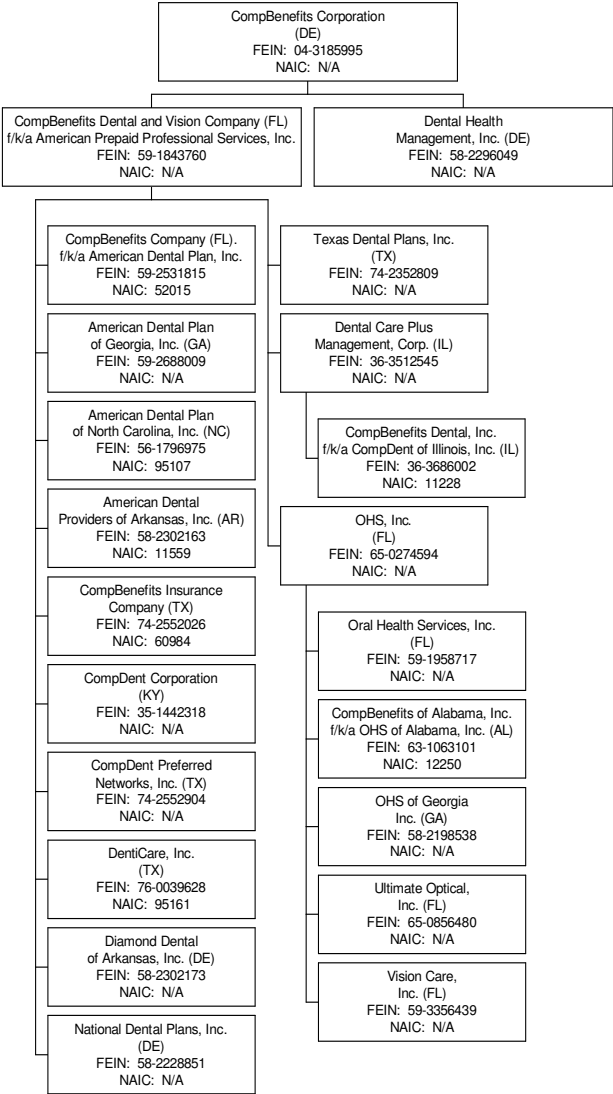 CompBenefits Corporation
(DE)
FEIN: 04-3185995
NAIC: N/A
CompBenefits Dental and Vision Company (FL)
f/k/a American Prepaid Professional Services, Inc.
FEIN: 59-1843760
NAIC: N/A
Dental Health
Management, Inc. (DE)
FEIN: 58-2296049
NAIC: N/A
CompBenefits Company (FL).
f/k/a American Dental Plan, Inc.
FEIN: 59-2531815
NAIC: 52015
American Dental Plan
of Georgia, Inc. (GA)
FEIN: 59-2688009
NAIC: N/A
American Dental Plan
of North Carolina, Inc. (NC)
FEIN: 56-1796975
NAIC: 95107
American Dental
Providers of Arkansas, Inc. (AR)
FEIN: 58-2302163
NAIC: 11559
CompBenefits Insurance
Company (TX)
FEIN: 74-2552026
NAIC: 60984
CompDent Corporation
(KY)
FEIN: 35-1442318
NAIC: N/A
CompDent Preferred
Networks, Inc. (TX)
FEIN: 74-2552904
NAIC: N/A
DentiCare, Inc.
(TX)
FEIN: 76-0039628
NAIC: 95161
Diamond Dental
of Arkansas, Inc. (DE)
FEIN: 58-2302173
NAIC: N/A
National Dental Plans, Inc.
(DE)
FEIN: 58-2228851
NAIC: N/A
Texas Dental Plans, Inc.
(TX)
FEIN: 74-2352809
NAIC: N/A
Dental Care Plus
Management, Corp. (IL)
FEIN: 36-3512545
NAIC: N/A
CompBenefits Dental, Inc.
f/k/a CompDent of Illinois, Inc. (IL)
FEIN: 36-3686002
NAIC: 11228
OHS, Inc.
(FL)
FEIN: 65-0274594
NAIC: N/A
Oral Health Services, Inc.
(FL)
FEIN: 59-1958717
NAIC: N/A
CompBenefits of Alabama, Inc.
f/k/a OHS of Alabama, Inc. (AL)
FEIN: 63-1063101
NAIC: 12250
OHS of Georgia
Inc. (GA)
FEIN: 58-2198538
NAIC: N/A
Ultimate Optical,
Inc. (FL)
FEIN: 65-0856480
NAIC: N/A
Vision Care,
Inc. (FL)
FEIN: 59-3356439
NAIC: N/A